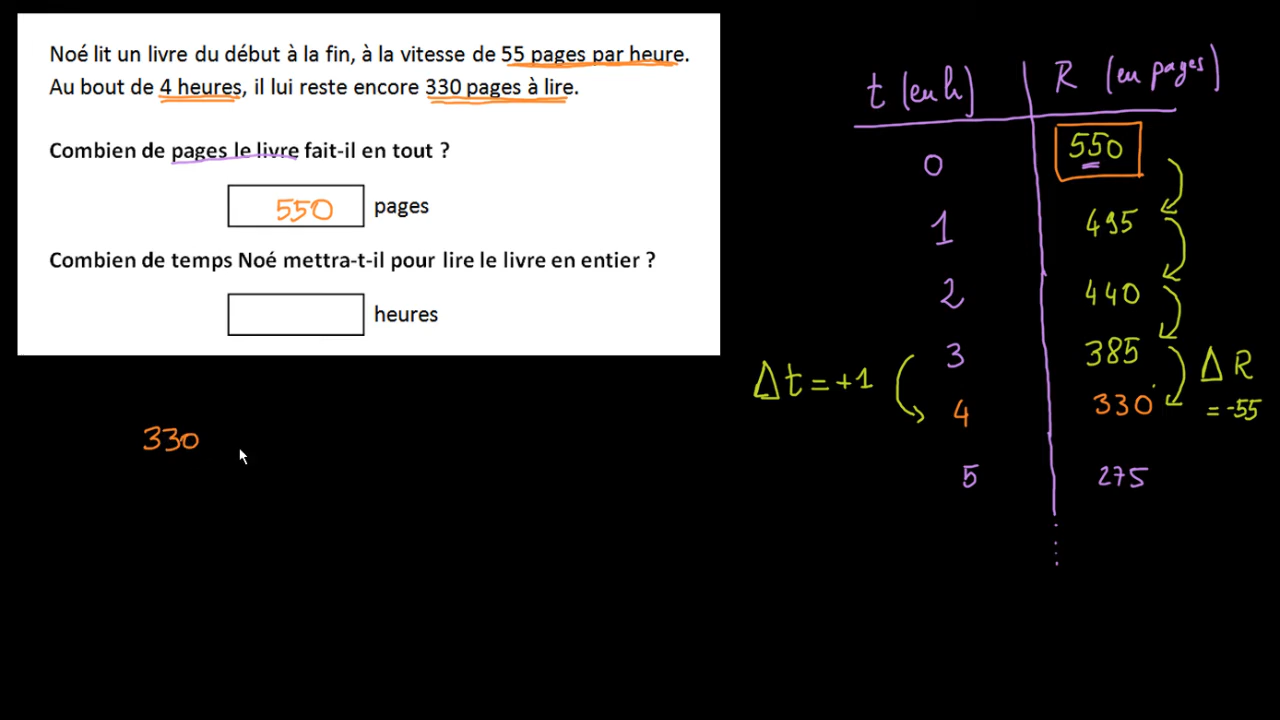 Noé lit un livre du début à la fin, à la vitesse de 55 pages par heure.
Au bout de 4 heures, il lui reste encore 330 pages à lire.
Combien de pages le livre fait-il en tout ?
550 pages
Combien de temps Noé mettra-t-il pour lire le livre en entier ?
heures
330
t (en h) R (en pages)
0 550
1 495
2 440
3 385
4 330
5 275
Δt = +1
ΔR
= -55